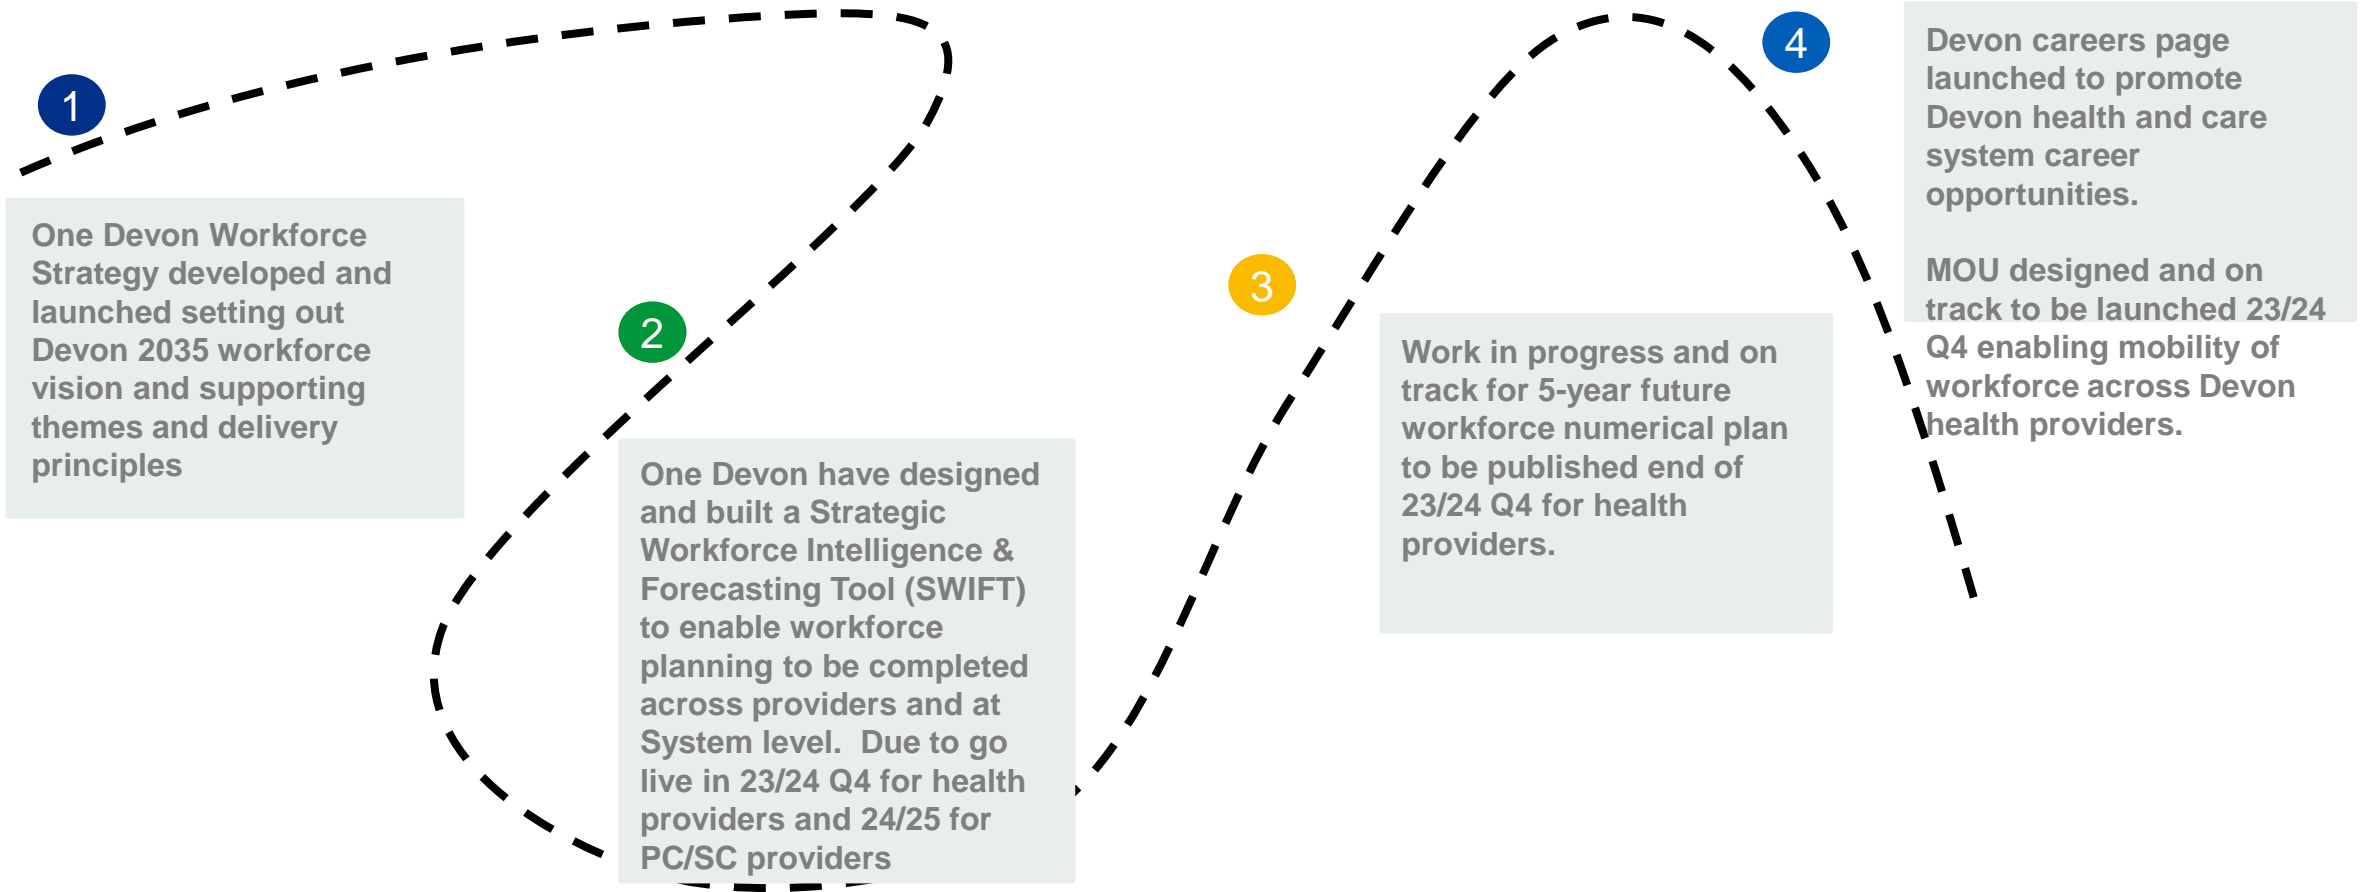 1
One Devon Workforce
Strategy developed and
launched setting out
Devon 2035 workforce
vision and supporting
themes and delivery
principles
2
One Devon have designed
and built a Strategic
Workforce Intelligence &
Forecasting Tool (SWIFT)
to enable workforce
planning to be completed
across providers and at
System level.  Due to go
live in 23/24 Q4 for health
providers and 24/25 for
PC/SC providers
3
Work in progress and on
track for 5-year future
workforce numerical plan
to be published end of
23/24 Q4 for health
providers.
4
Devon careers page
launched to promote
Devon health and care
system career
opportunities.
MOU designed and on
track to be launched 23/24
Q4 enabling mobility of
workforce across Devon
health providers.